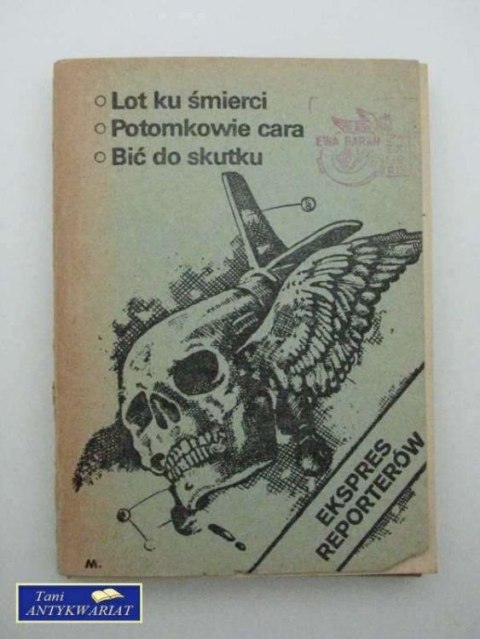 ○ Lot ku śmierci
○ Potomkowie cara
○ Bić do skutku
EWA BARAN
EKSPRES
REPORTERÓW
M.
Tani
ANTYKWARIAT